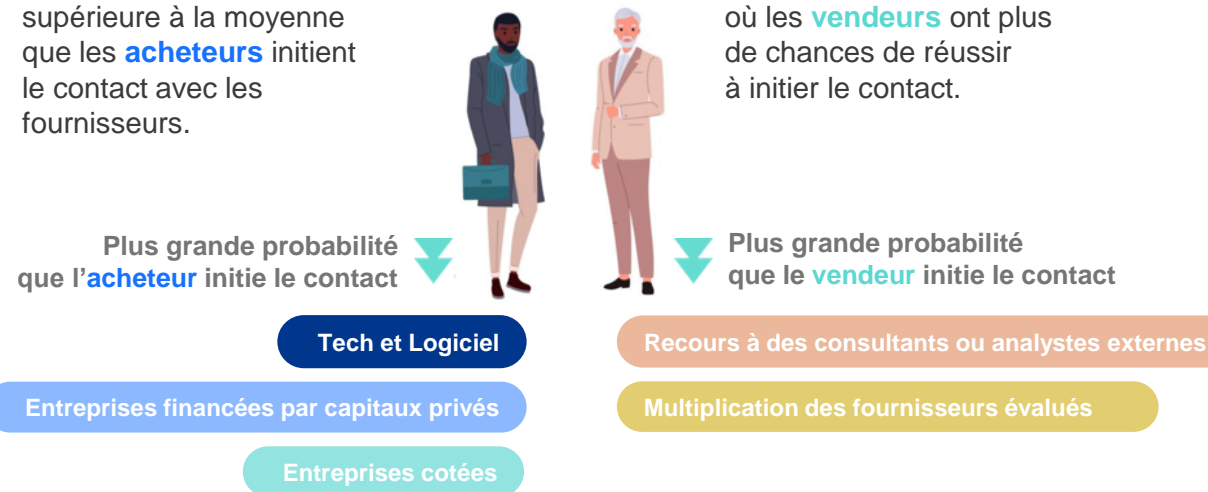 supérieure à la moyenne
que les acheteurs initient
le contact avec les
fournisseurs.
où les vendeurs ont plus
de chances de réussir
à initier le contact.
Plus grande probabilité
que l’acheteur initie le contact
Plus grande probabilité
que le vendeur initie le contact
Tech et Logiciel
Entreprises financées par capitaux privés
Entreprises cotées
Recours à des consultants ou analystes externes
Multiplication des fournisseurs évalués